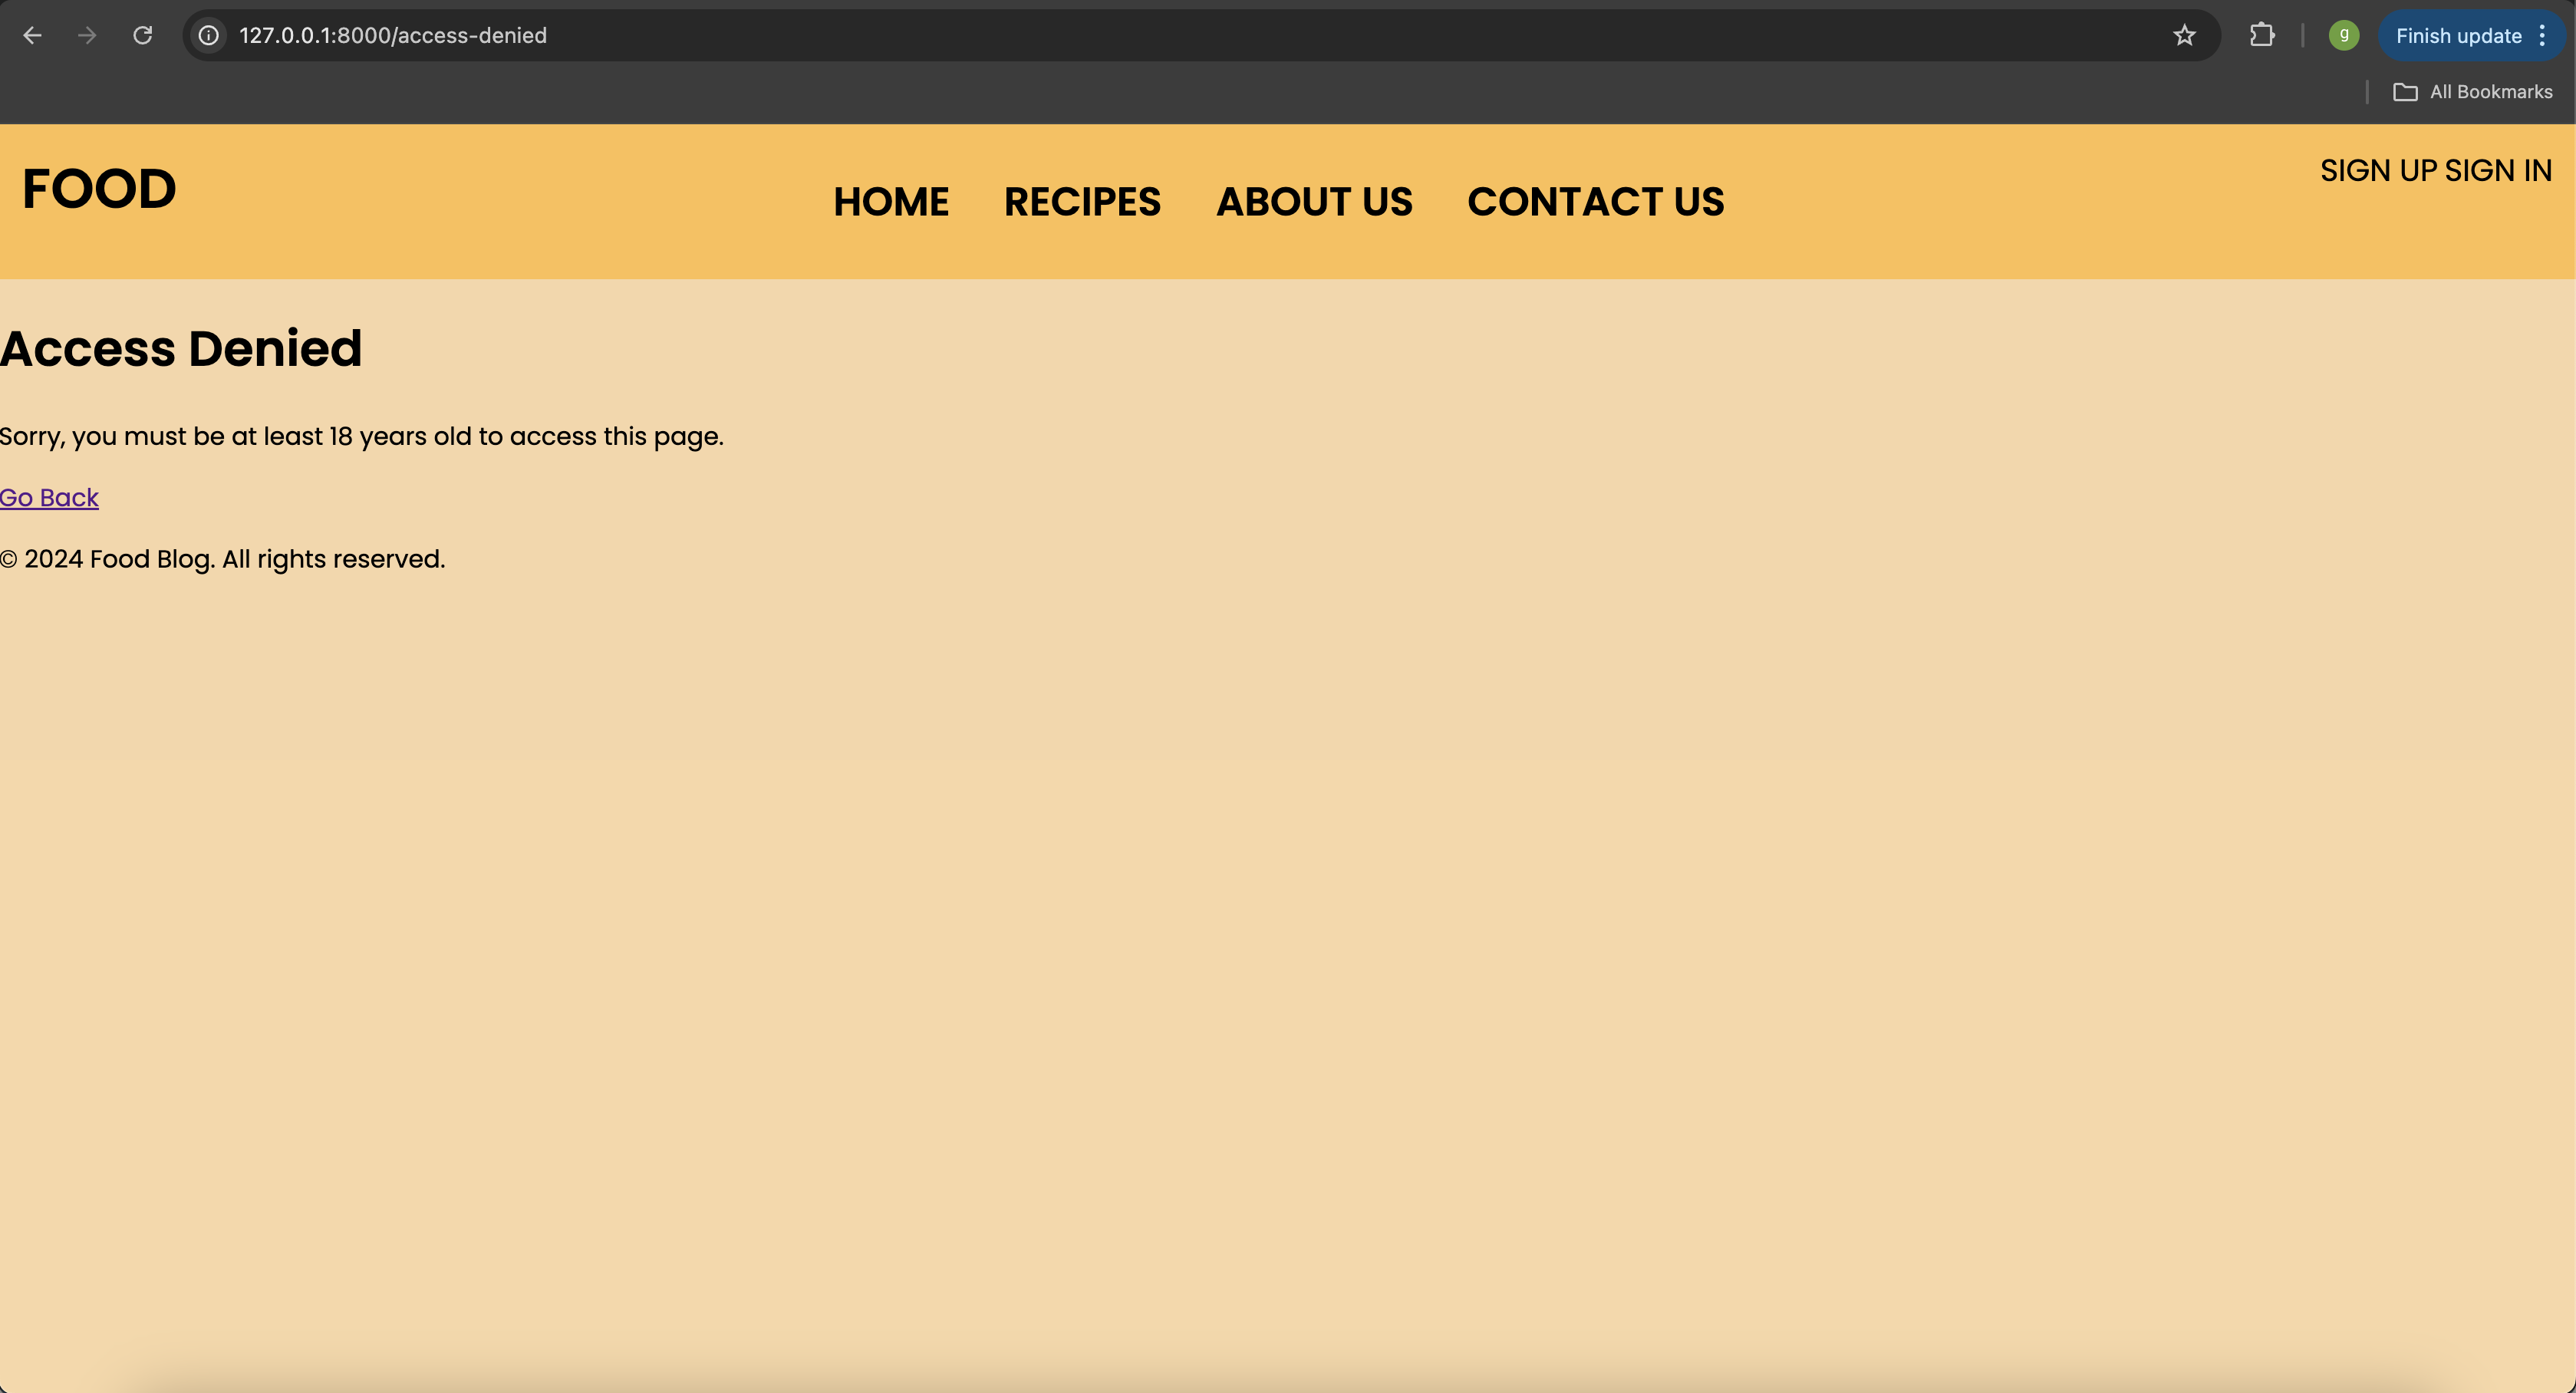 127.0.0.1:8000/access-denied
g
Finish update
All Bookmarks
FOOD
HOME RECIPES ABOUT US CONTACT US
SIGN UP SIGN IN
Access Denied
Sorry, you must be at least 18 years old to access this page.
Go Back
© 2024 Food Blog. All rights reserved.